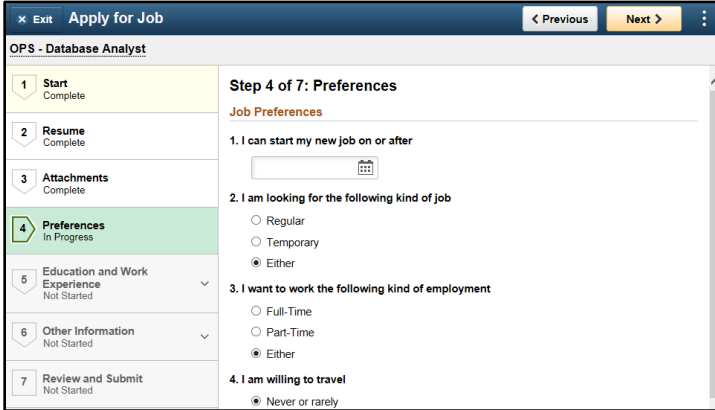 × Exit Apply for Job
< Previous
Next >
OPS - Database Analyst
1 Start
Complete
2 Resume
Complete
3 Attachments
Complete
4 Preferences
In Progress
5 Education and Work
Experience
Not Started
6 Other Information
Not Started
7 Review and Submit
Not Started
Step 4 of 7: Preferences
Job Preferences
1. I can start my new job on or after
2. I am looking for the following kind of job
Regular
Temporary
Either
3. I want to work the following kind of employment
Full-Time
Part-Time
Either
4. I am willing to travel
Never or rarely